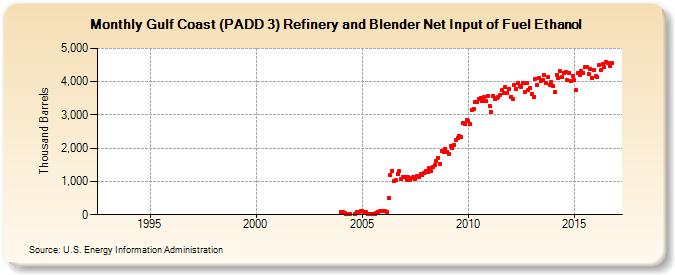 Monthly Gulf Coast (PADD 3) Refinery and Blender Net Input of Fuel Ethanol
Thousand Barrels
5,000
4,000
3,000
2,000
1,000
0
1995 2000 2005 2010 2015
Source: U.S. Energy Information Administration